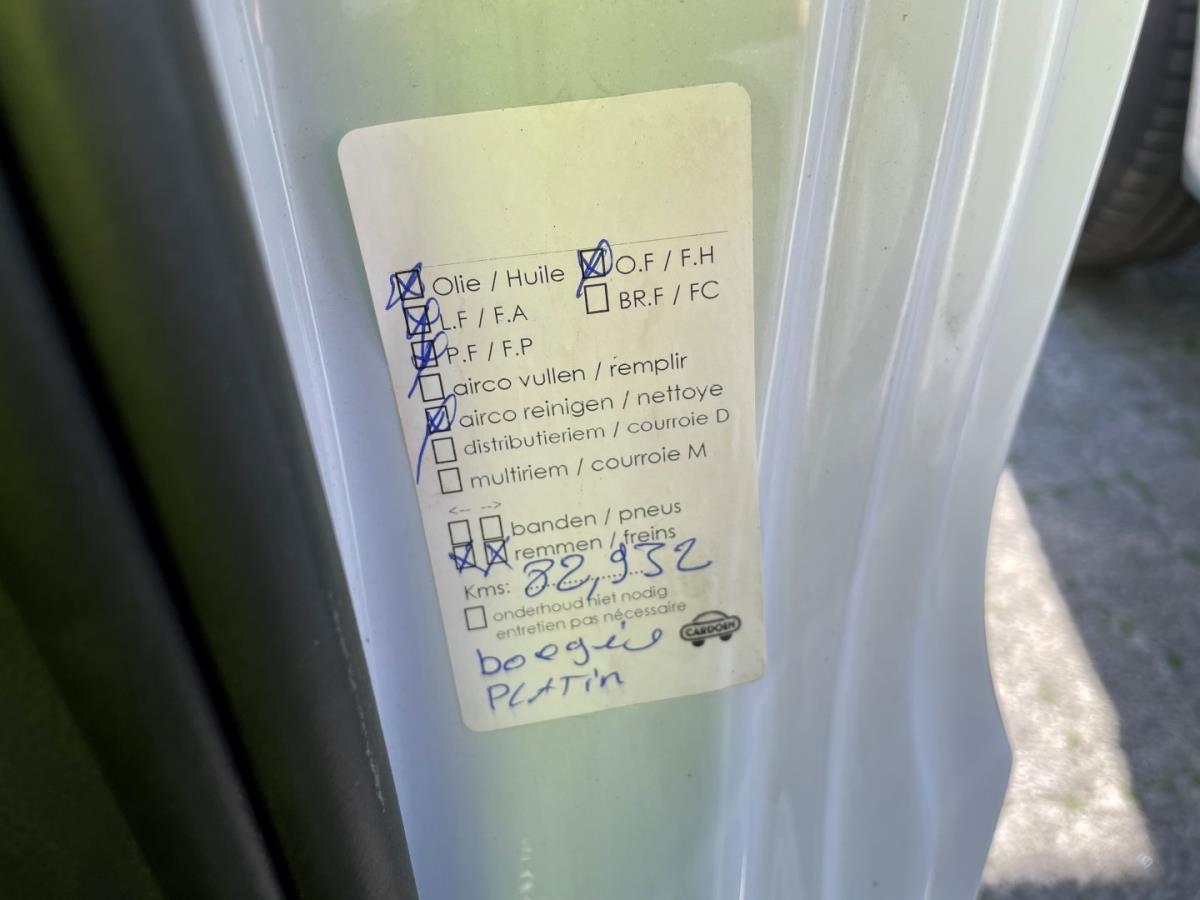 Olie / Huile O.F / F.H
L.F / F.A BR.F / FC
P.F / F.P
airco vullen / remplir
airco reinigen / nettoye
distributieriem / courroie D
multiriem / courroie M
<-- -->
banden / pneus
remmen / freins
Kms: 82,932
onderhoud niet nodig
entretien pas nécessaire
CARDOEN
PLATin